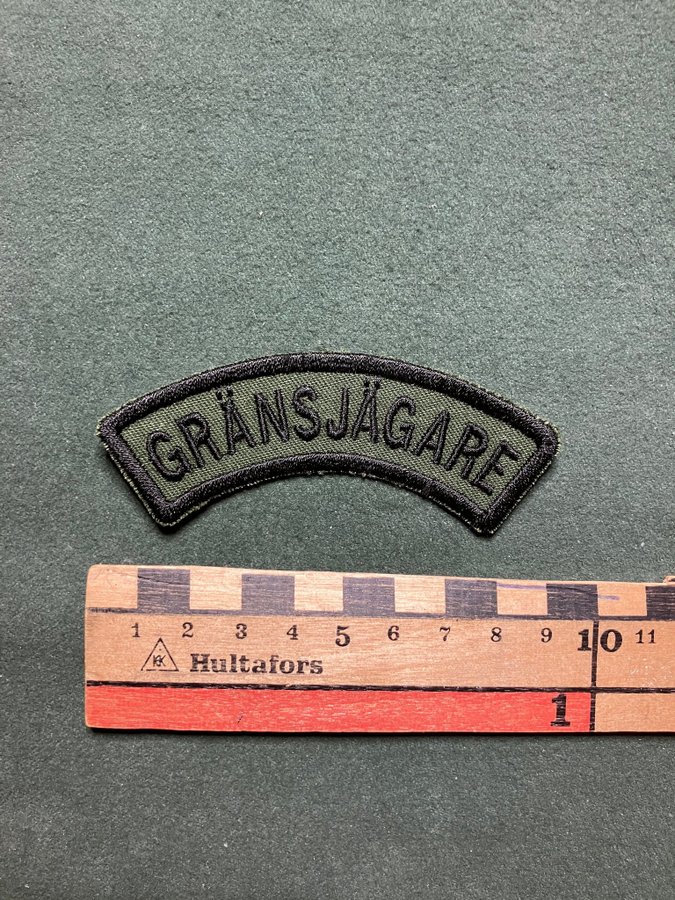 GRÄNSJÄGARE
1 2 3 4 5 6 7 8 9 10 11
Hultafors
1